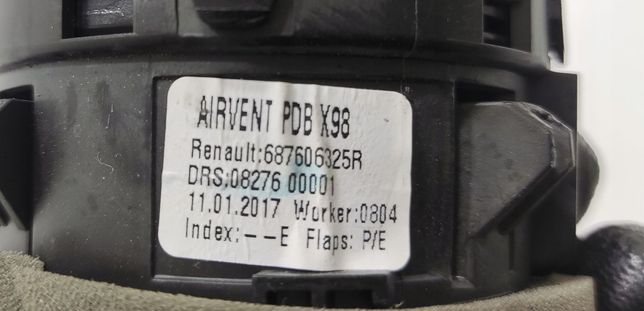 AIRVENT PDB X98
Renault:687606325R
DRS:08276 00001
11.01.2017 Worker:0804
Index:--E Flaps: P/E